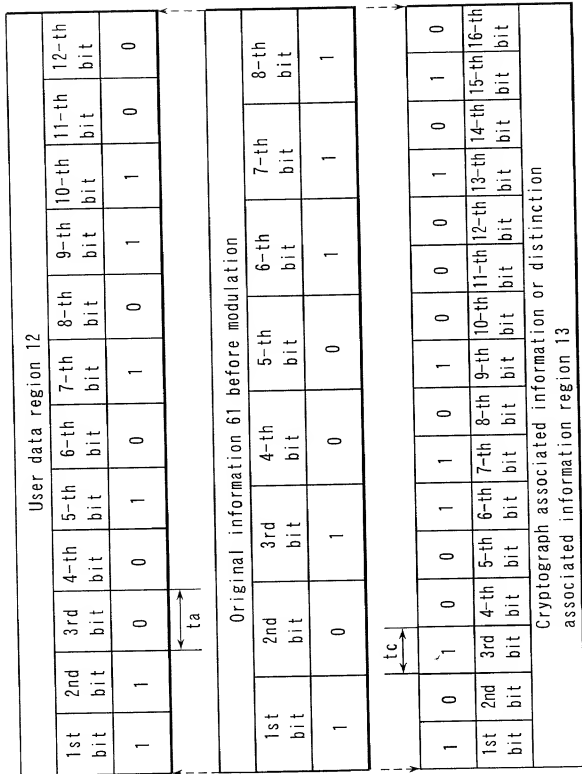 User data region 12
1st bit 2nd bit 3rd bit 4-th bit 5-th bit 6-th bit 7-th bit 8-th bit 9-th bit 10-th bit 11-th bit 12-th bit
1 1 0 0 1 0 1 0 1 1 0 0
ta
Original information 61 before modulation
1st bit 2nd bit 3rd bit 4-th bit 5-th bit 6-th bit 7-th bit 8-th bit
1 0 1 0 0 1 1 1
tc
1 0 1 0 0 1 1 0 1 0 0 0 1 0 1 0
1st bit 2nd bit 3rd bit 4-th bit 5-th bit 6-th bit 7-th bit 8-th bit 9-th bit 10-th bit 11-th bit 12-th bit 13-th bit 14-th bit 15-th bit 16-th bit
Cryptograph associated information or distinction
associated information region 13